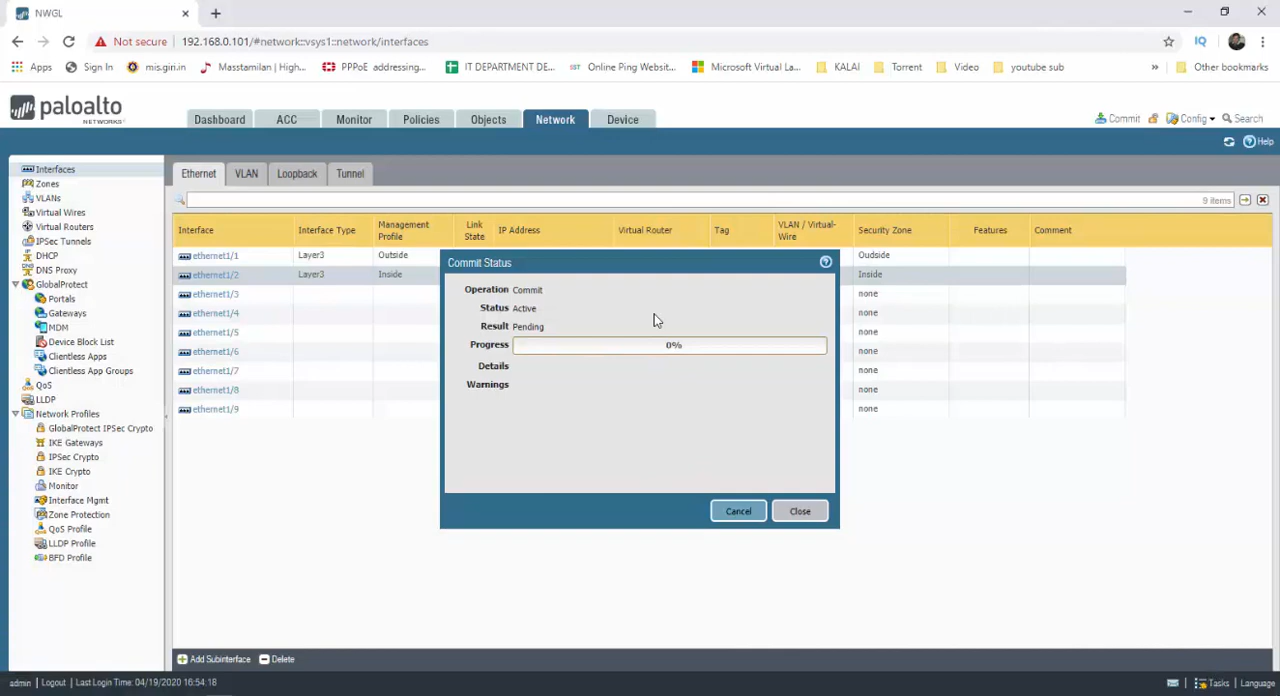 NWGL
Not secure 192.168.0.101/#network::vsys1::network/interfaces
Apps Sign In mis.giri.in Masstamilan | High... PPPoE addressing... IT DEPARTMENT DE... Online Ping Websit... Microsoft Virtual La... KALAI Torrent Video youtube sub » Other bookmarks
paloalto
NETWORKS
Dashboard ACC Monitor Policies Objects Network Device
Commit Config Search
Help
Interfaces
Zones
VLANs
Virtual Wires
Virtual Routers
IPSec Tunnels
DHCP
DNS Proxy
GlobalProtect
Portals
Gateways
MDM
Device Block List
Clientless Apps
Clientless App Groups
QoS
LLDP
Network Profiles
GlobalProtect IPSec Crypto
IKE Gateways
IPSec Crypto
IKE Crypto
Monitor
Interface Mgmt
Zone Protection
QoS Profile
LLDP Profile
BFD Profile
Ethernet VLAN Loopback Tunnel
9 items
Interface Interface Type Management Profile Link State IP Address Virtual Router Tag VLAN / Virtual-Wire Security Zone Features Comment
ethernet1/1 Layer3 Outside Oudside
ethernet1/2 Layer3 Inside Inside
ethernet1/3 none
ethernet1/4 none
ethernet1/5 none
ethernet1/6 none
ethernet1/7 none
ethernet1/8 none
ethernet1/9 none
Commit Status
Operation Commit
Status Active
Result Pending
Progress 0%
Details
Warnings
Cancel Close
Add Subinterface Delete
admin | Logout | Last Login Time: 04/19/2020 16:54:18
Tasks | Language